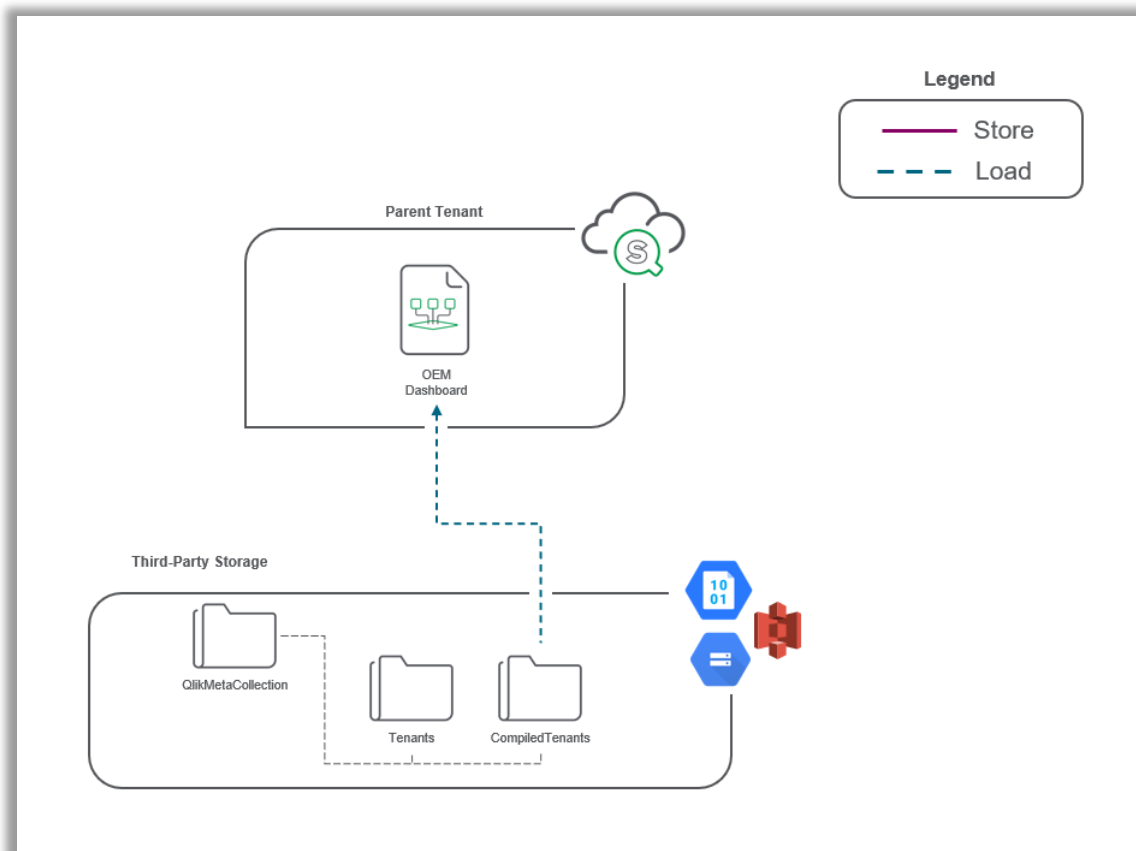 Legend
Store
Load
Parent Tenant
S
OEM
Dashboard
Third-Party Storage
10
01
QlikMetaCollection
Tenants
CompiledTenants